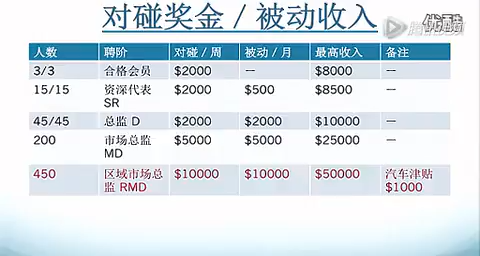 对碰奖金 / 被动收入
优酷
人数 聘阶 对碰 / 周 被动 / 月 最高收入 备注
3/3 合格会员 $2000 — $8000 —
15/15 资深代表 $2000 $500 $8500 —
SR
45/45 总监 D $2000 $2000 $10000 —
200 市场总监 $5000 $5000 $25000 —
MD
450 区域市场总 $10000 $10000 $50000 汽车津贴
监 RMD $1000